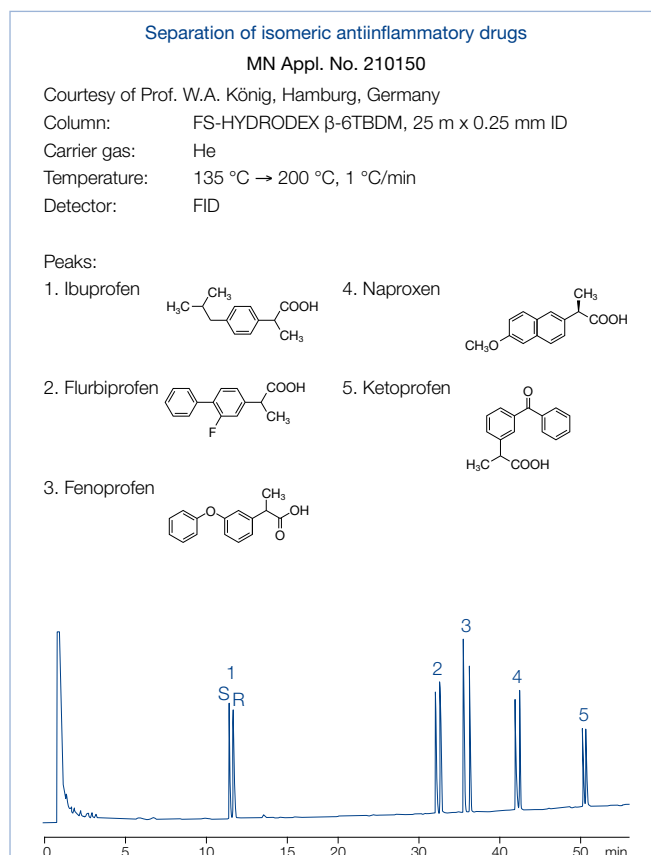 Separation of isomeric antiinflammatory drugs
MN Appl. No. 210150
Courtesy of Prof. W.A. König, Hamburg, Germany
Column: FS-HYDRODEX β-6TBDM, 25 m x 0.25 mm ID
Carrier gas: He
Temperature: 135 °C → 200 °C, 1 °C/min
Detector: FID
Peaks:
1. Ibuprofen
H₃C
CH₃
COOH
CH₃
2. Flurbiprofen
COOH
CH₃
F
3. Fenoprofen
O
CH₃
OH
O
4. Naproxen
CH₃
COOH
CH₃O
5. Ketoprofen
O
H₃C
COOH
1
S R
2
3
4
5
0 5 10 15 20 30 40 50 min